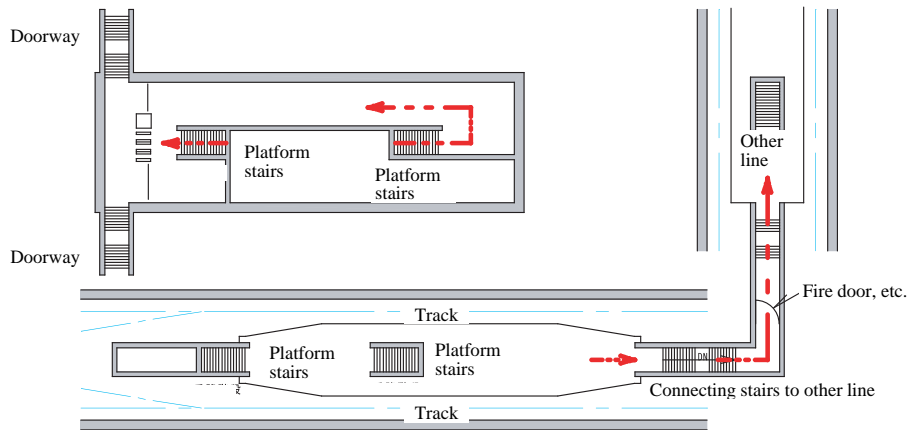 Doorway
Platform
stairs
Platform
stairs
Doorway
Other
line
Fire door, etc.
Track
Platform
stairs
Platform
stairs
DN
Connecting stairs to other line
Track